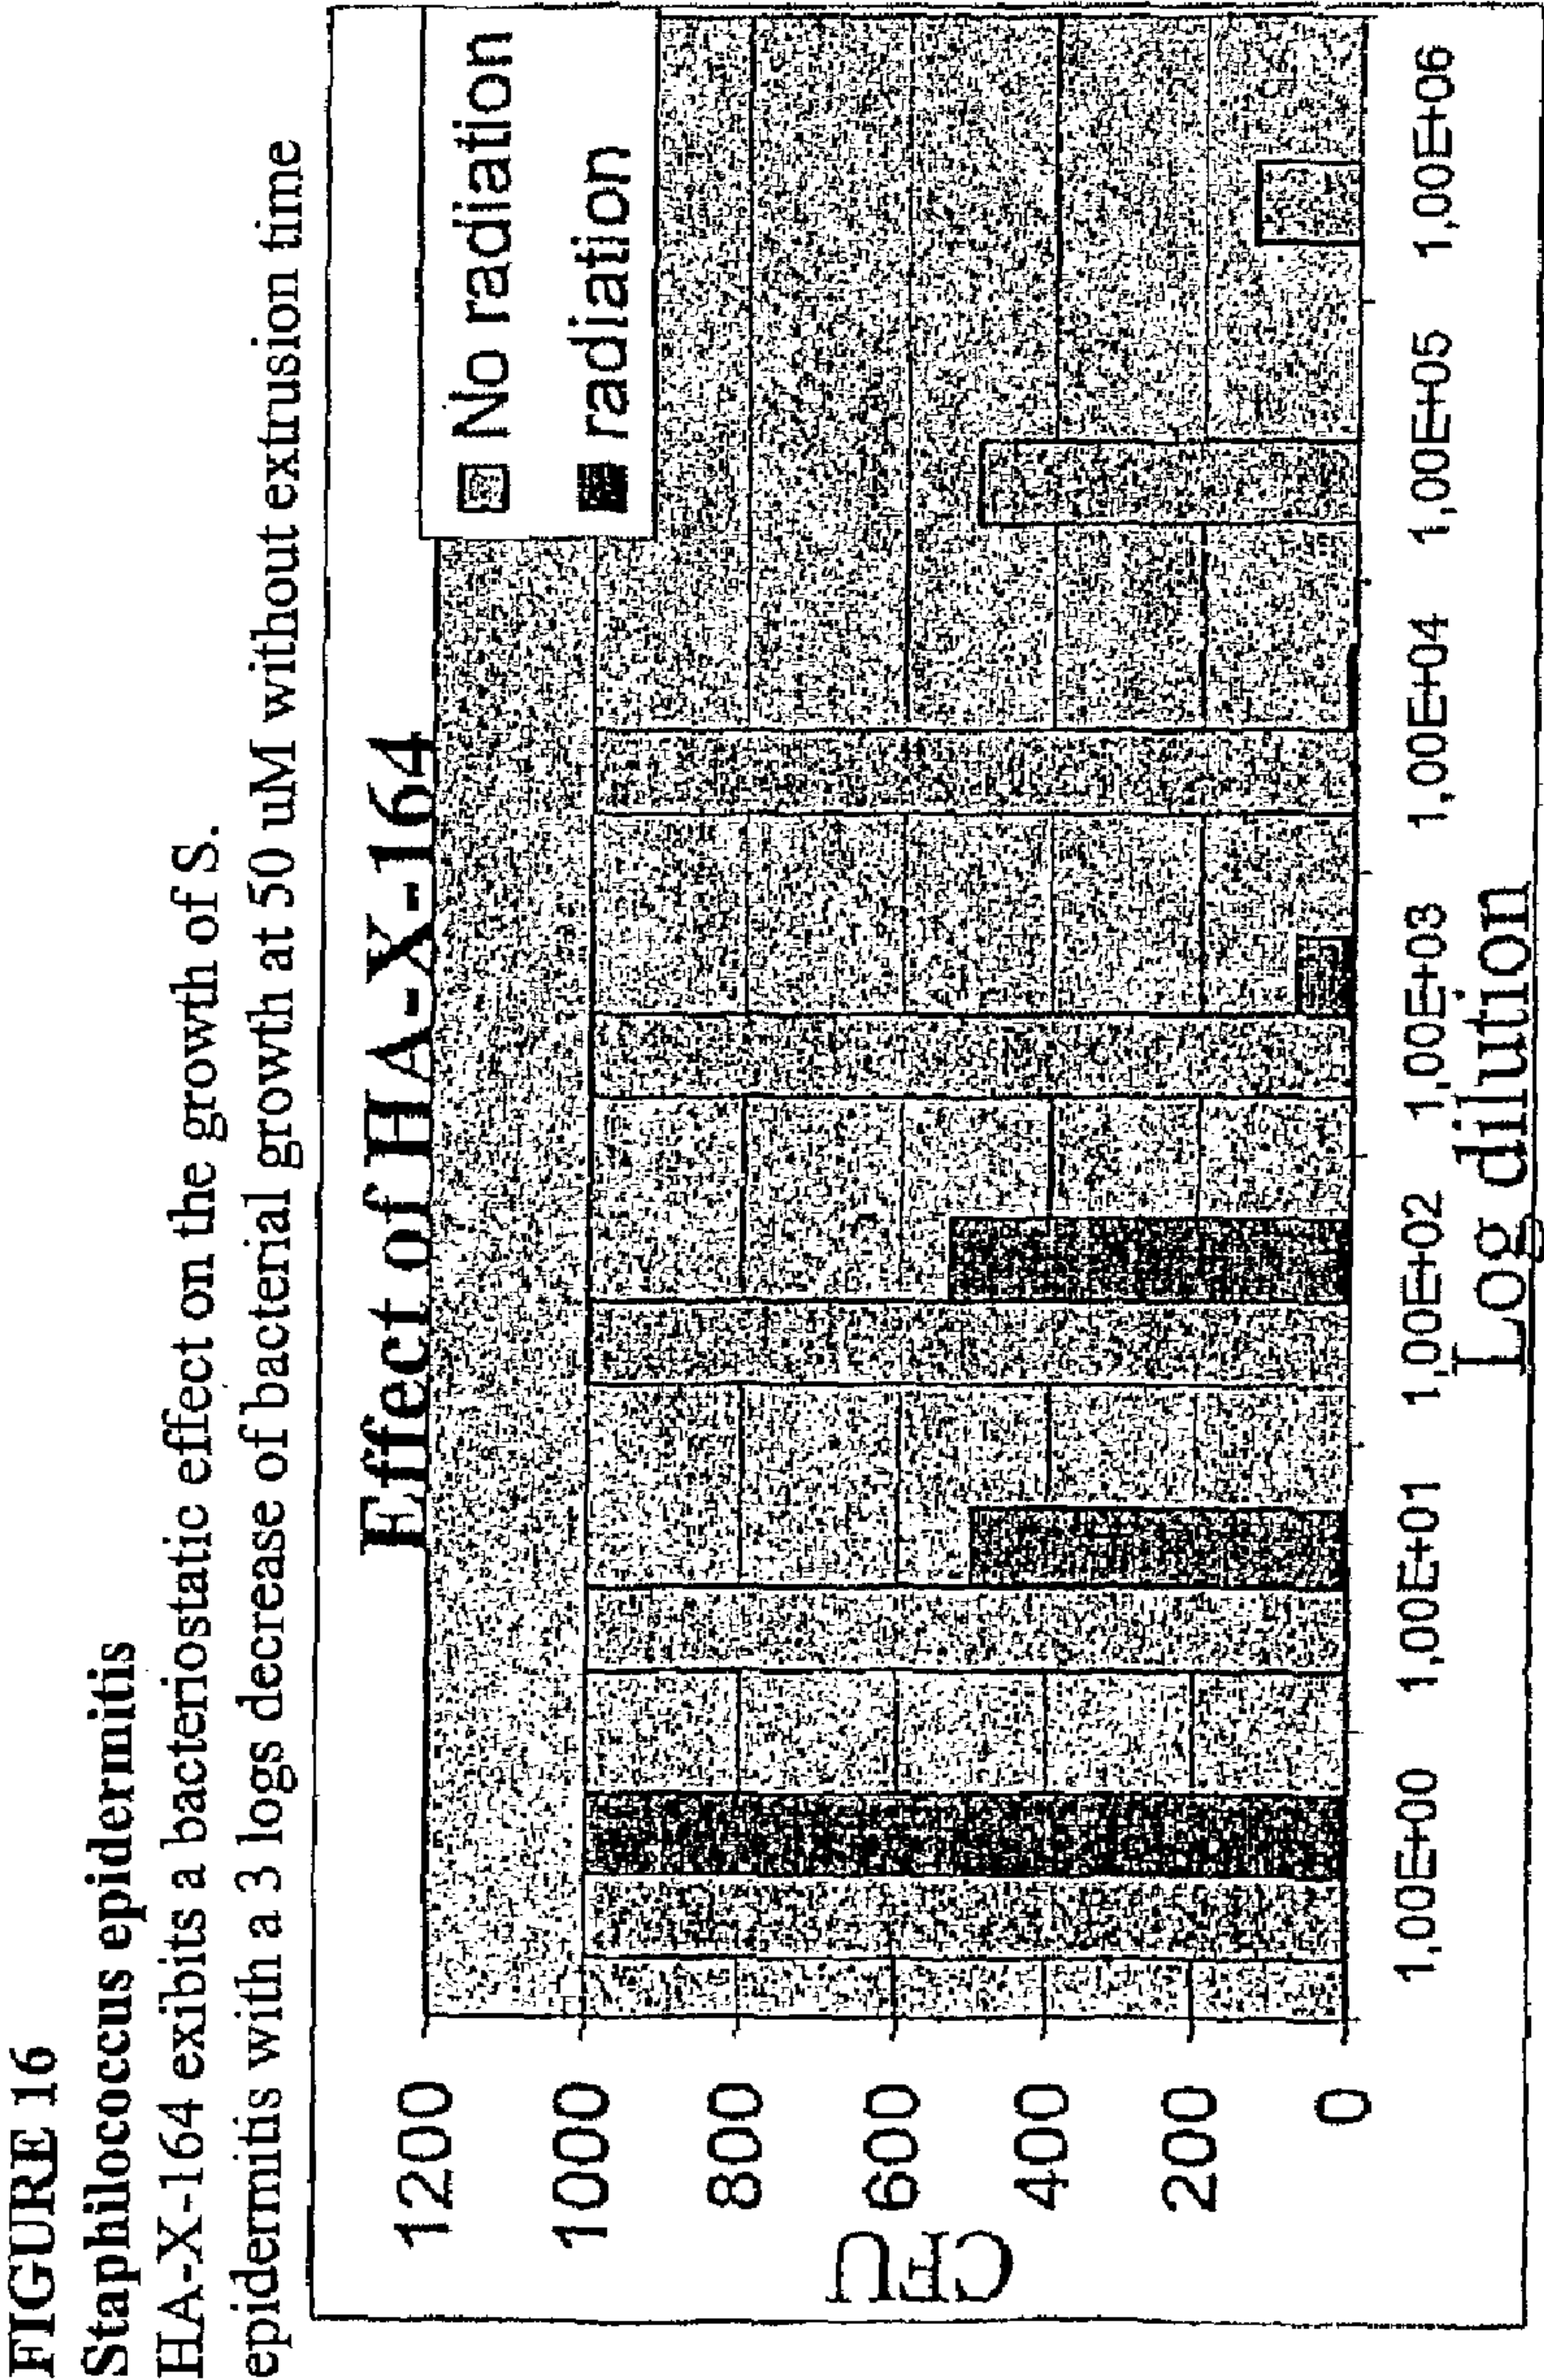 FIGURE 16
Staphilococcus epidermitis
HA-X-164 exibits a bacteriostatic effect on the growth of S.
epidermitis with a 3 logs decrease of bacterial growth at 50 uM without extrusion time
Effect of HA-X-164
No radiation
radiation
CFU
1200
1000
800
600
400
200
0
1,00E+00 1,00E+01 1,00E+02 1,00E+03 1,00E+04 1,00E+05 1,00E+06
Log dilution